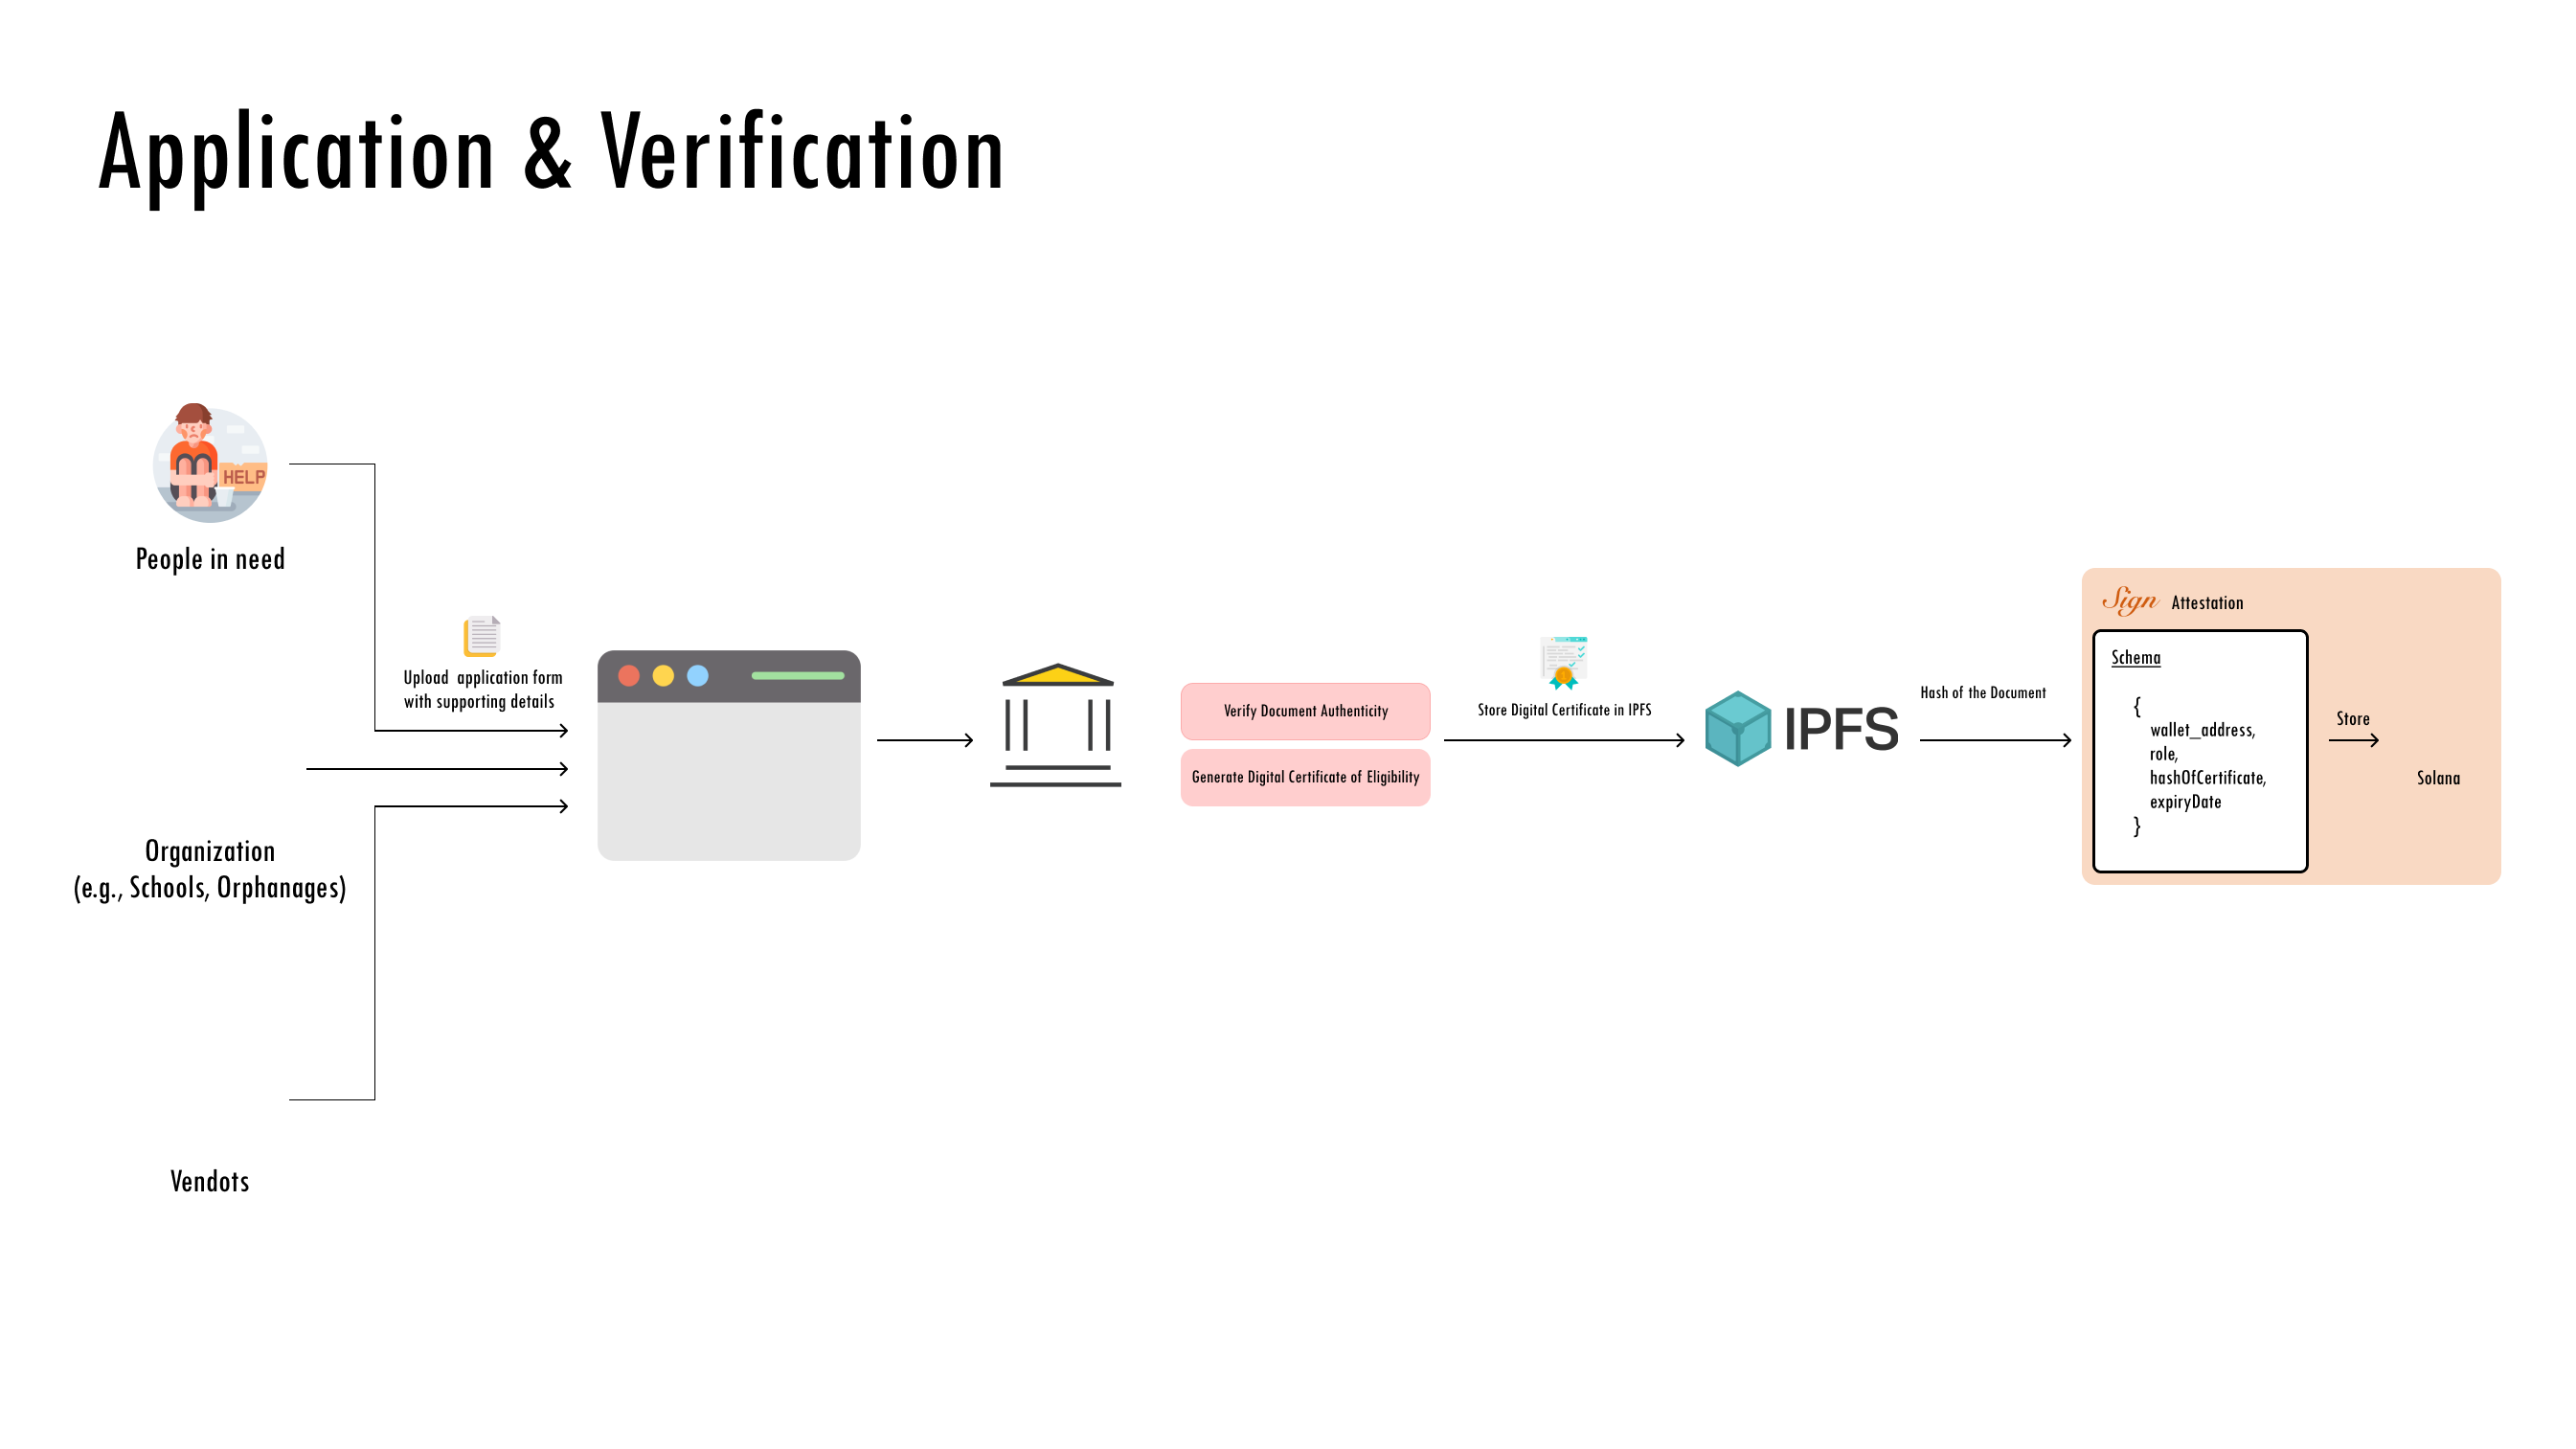 Application & Verification
HELP
People in need
Upload application form
with supporting details
Organization
(e.g., Schools, Orphanages)
Vendots
Verify Document Authenticity
Generate Digital Certificate of Eligibility
Store Digital Certificate in IPFS
IPFS
Hash of the Document
Sign Attestation
Schema
{
wallet_address,
role,
hashOfCertificate,
expiryDate
}
Store
Solana